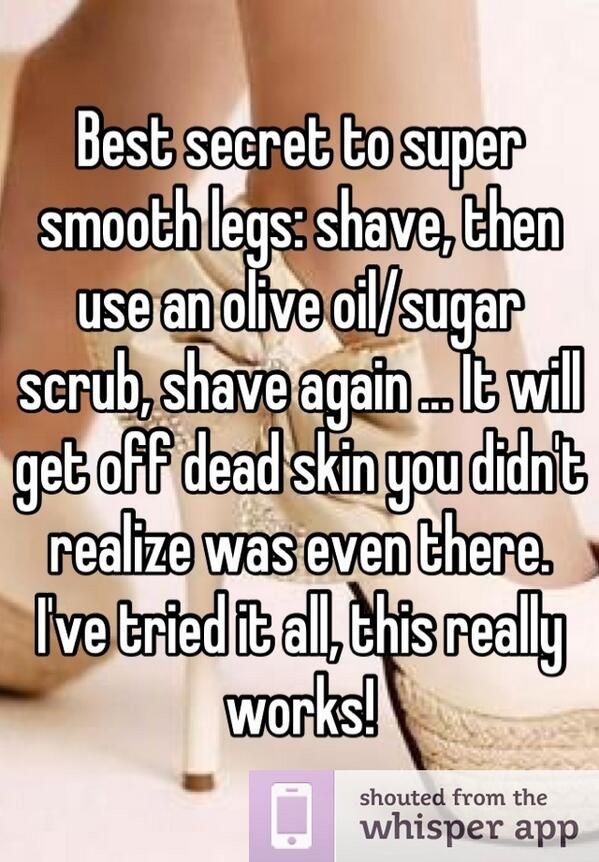 Best secret to super
smooth legs: shave, then
use an olive oil/sugar
scrub, shave again ... It will
get off dead skin you didn't
realize was even there.
I've tried it all, this really
works!
shouted from the
whisper app